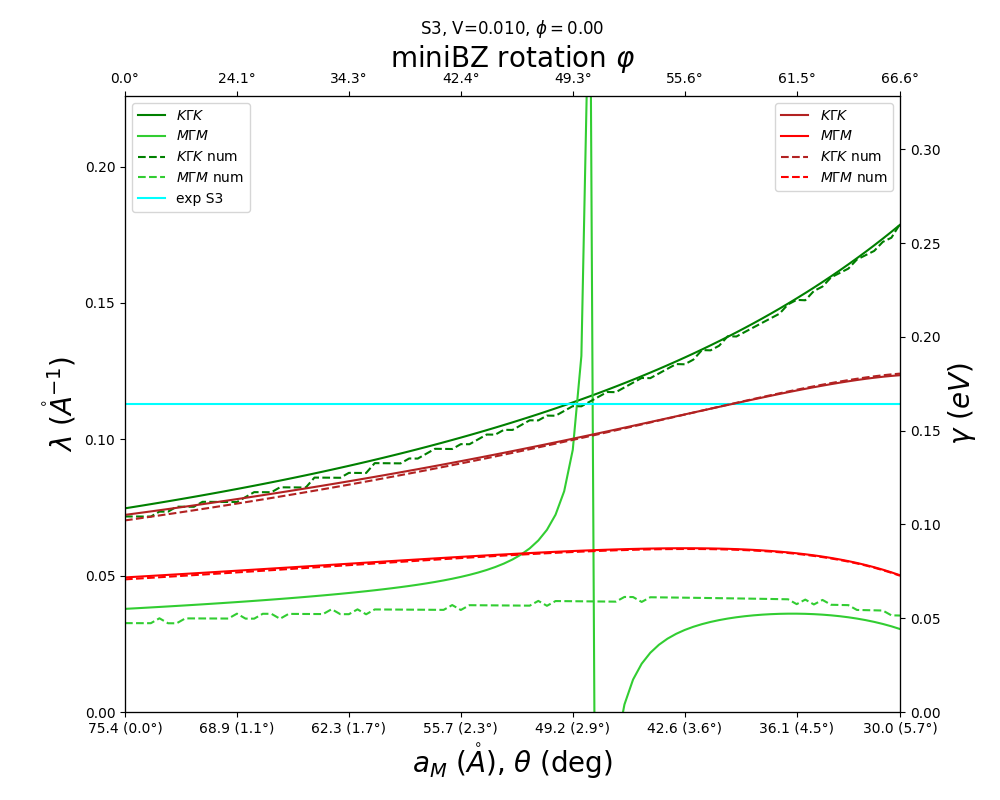 S3, V=0.010, ϕ = 0.00
miniBZ rotation φ
0.0° 24.1° 34.3° 42.4° 49.3° 55.6° 61.5° 66.6°
KΓK
MΓM
KΓK num
MΓM num
exp S3
KΓK
MΓM
KΓK num
MΓM num
0.20
0.15
0.10
0.05
0.00
λ (Å⁻¹)
0.30
0.25
0.20
0.15
0.10
0.05
0.00
γ (eV)
75.4 (0.0°) 68.9 (1.1°) 62.3 (1.7°) 55.7 (2.3°) 49.2 (2.9°) 42.6 (3.6°) 36.1 (4.5°) 30.0 (5.7°)
a_M (Å), θ (deg)